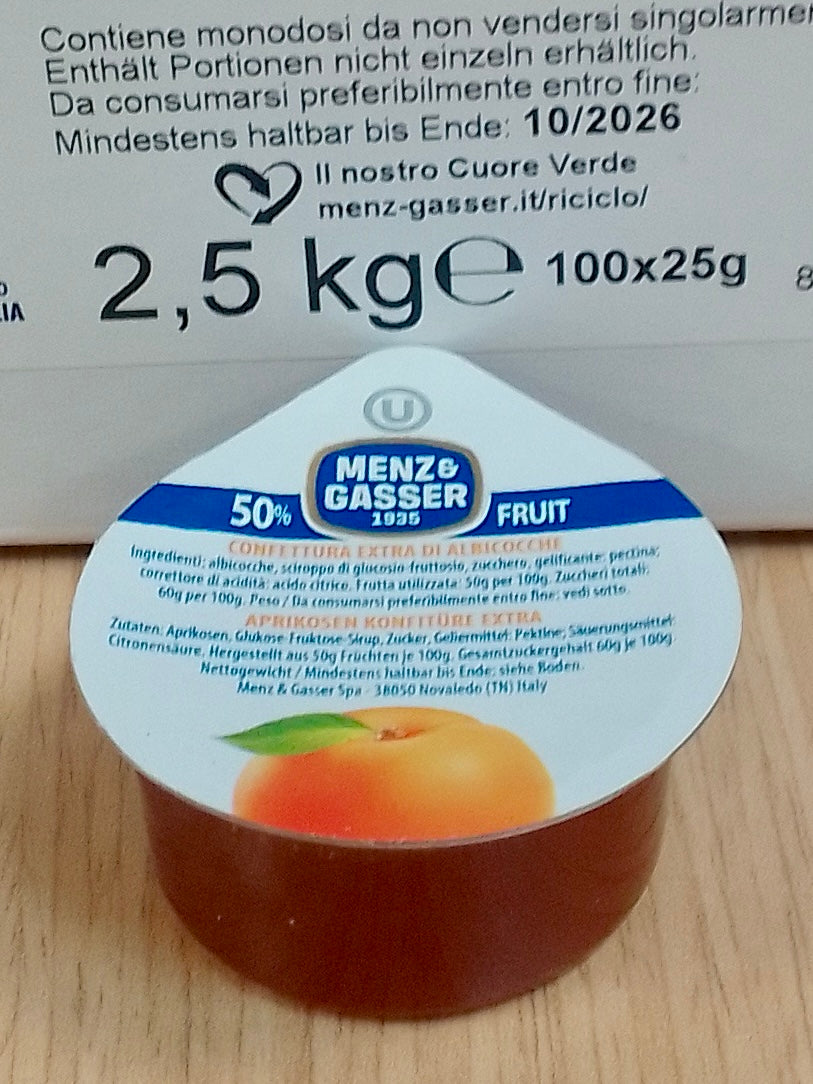 Contiene monodosi da non vendersi singolarmen
Enthält Portionen nicht einzeln erhältlich.
Da consumarsi preferibilmente entro fine:
Mindestens haltbar bis Ende: 10/2026
Il nostro Cuore Verde
menz-gasser.it/riciclo/
IA
2,5 kg e 100x25g 8
U
MENZ&
GASSER
1935
50% FRUIT
CONFETTURA EXTRA DI ALBICOCCHE
Ingredienti: albicocche, sciroppo di glucosio-fruttosio, zucchero, gelificante: pectina;
correttore di acidità: acido citrico. Frutta utilizzata: 50g per 100g. Zuccheri totali:
60g per 100g. Peso / Da consumarsi preferibilmente entro fine: vedi sotto.
APRIKOSEN KONFITÜRE EXTRA
Zutaten: Aprikosen, Glukose-Fruktose-Sirup, Zucker, Geliermittel: Pektine; Säuerungsmittel:
Citronensäure. Hergestellt aus 50g Früchten je 100g. Gesamtzuckergehalt 60g je 100g.
Nettogewicht / Mindestens haltbar bis Ende: siehe Boden.
Menz & Gasser Spa - 38050 Novaledo (TN) Italy